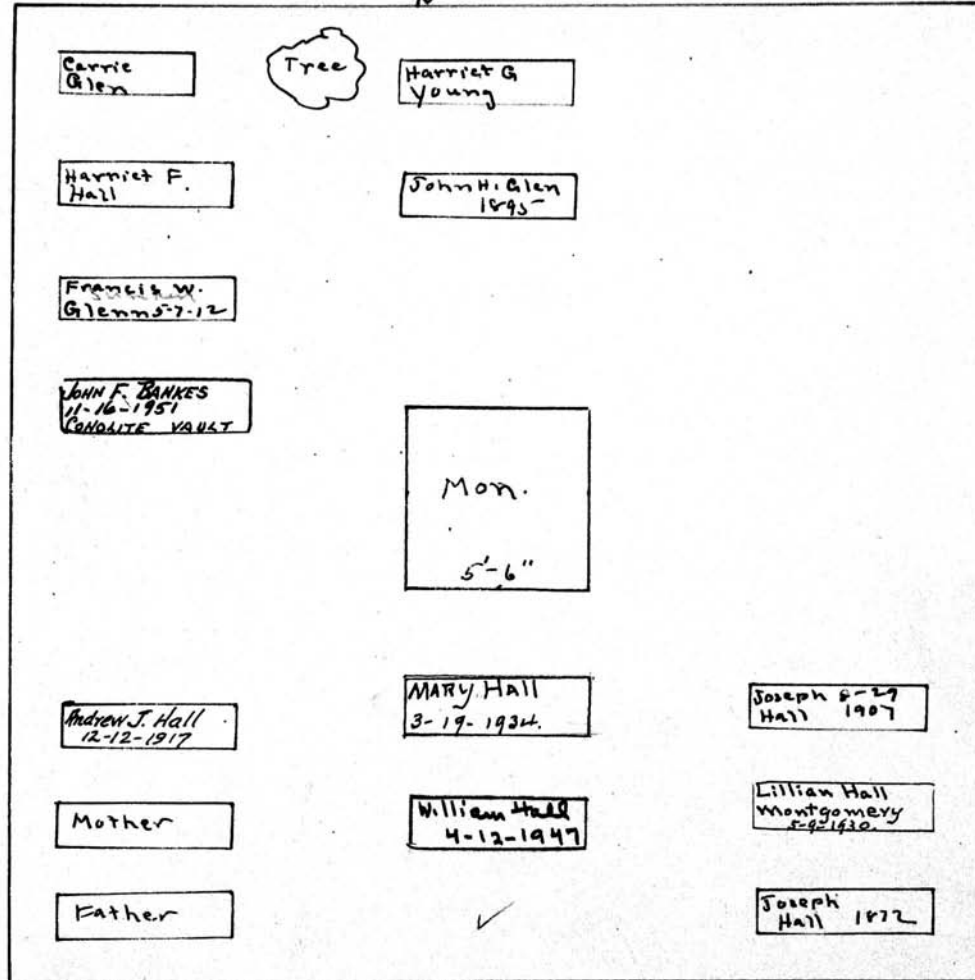 Carrie
Glen
Tree
Harriet G
Young
Harriet F.
Hall
John H. Glen
1895
Francis W.
Glenn 5-7-12
JOHN F. BANKES
11-16-1951
CONOLITE VAULT
Mon.
5'-6"
MARY HALL
3-19-1934.
Joseph 8-29
Hall 1907
Andrew J. Hall
12-12-1917
Mother
William Hall
4-12-1947
Lillian Hall
Montgomery
5-9-1930.
Father
Joseph
Hall 1872